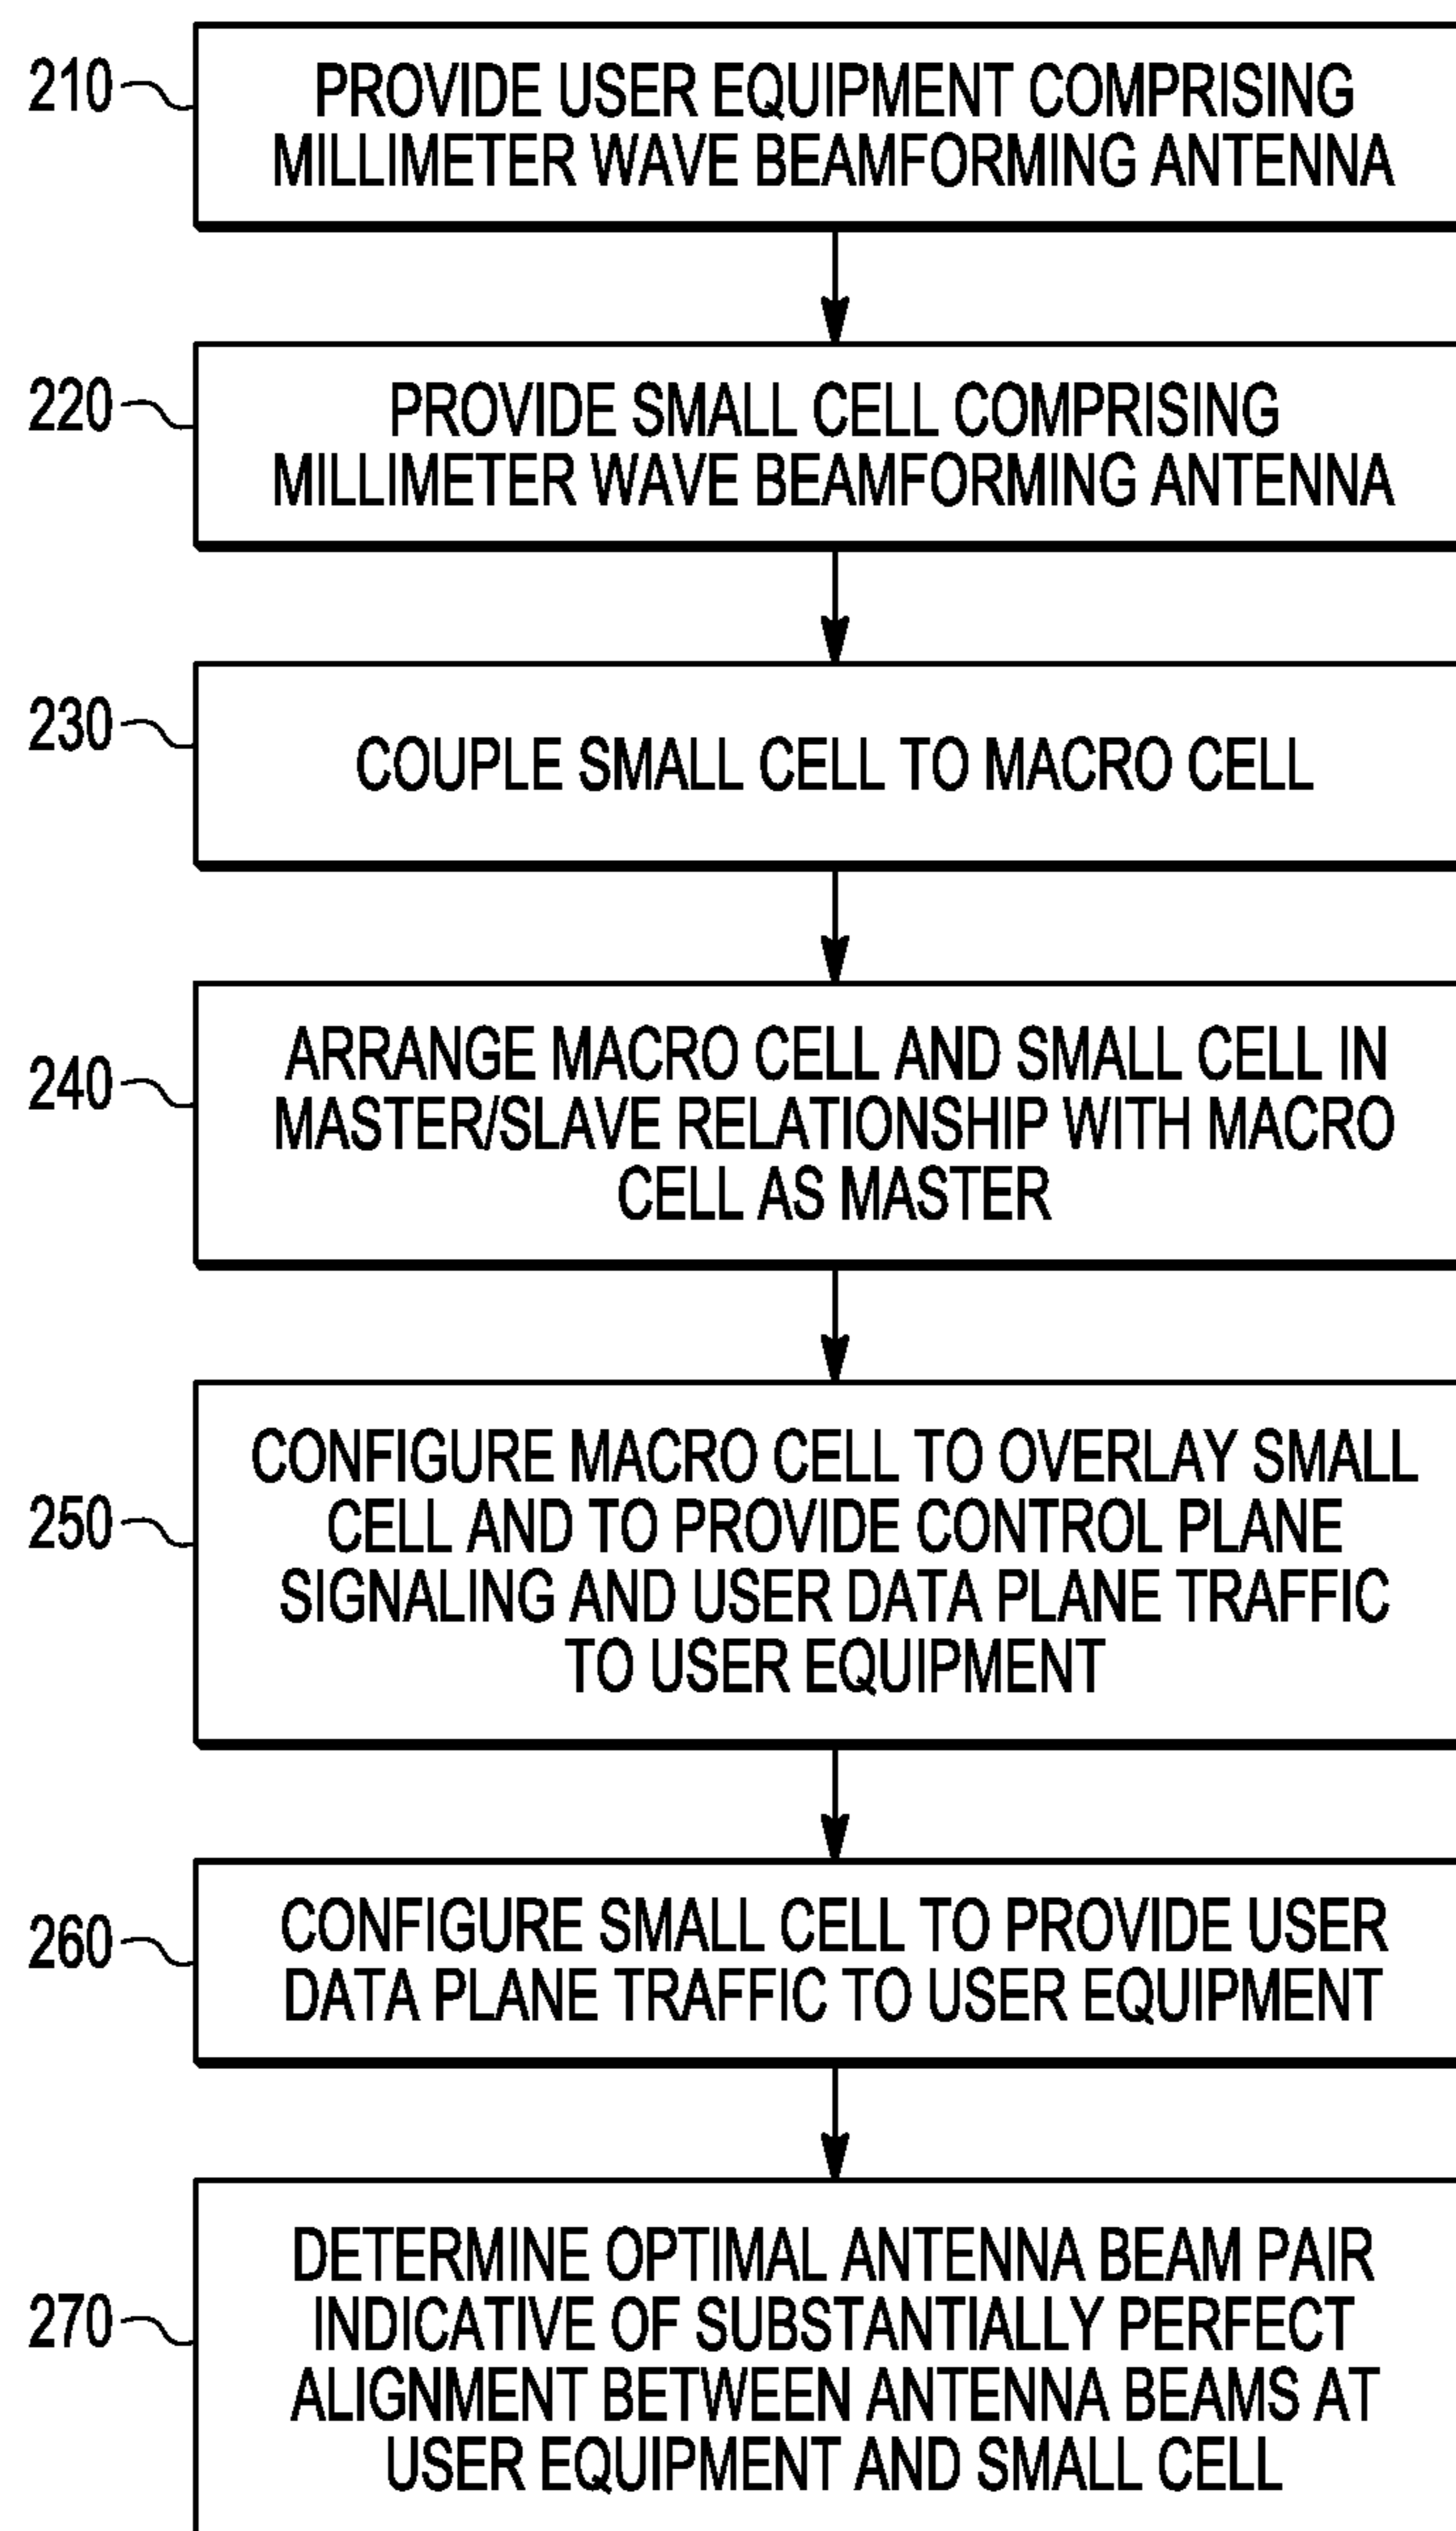 210
PROVIDE USER EQUIPMENT COMPRISING
MILLIMETER WAVE BEAMFORMING ANTENNA
220
PROVIDE SMALL CELL COMPRISING
MILLIMETER WAVE BEAMFORMING ANTENNA
230
COUPLE SMALL CELL TO MACRO CELL
240
ARRANGE MACRO CELL AND SMALL CELL IN
MASTER/SLAVE RELATIONSHIP WITH MACRO
CELL AS MASTER
250
CONFIGURE MACRO CELL TO OVERLAY SMALL
CELL AND TO PROVIDE CONTROL PLANE
SIGNALING AND USER DATA PLANE TRAFFIC
TO USER EQUIPMENT
260
CONFIGURE SMALL CELL TO PROVIDE USER
DATA PLANE TRAFFIC TO USER EQUIPMENT
270
DETERMINE OPTIMAL ANTENNA BEAM PAIR
INDICATIVE OF SUBSTANTIALLY PERFECT
ALIGNMENT BETWEEN ANTENNA BEAMS AT
USER EQUIPMENT AND SMALL CELL